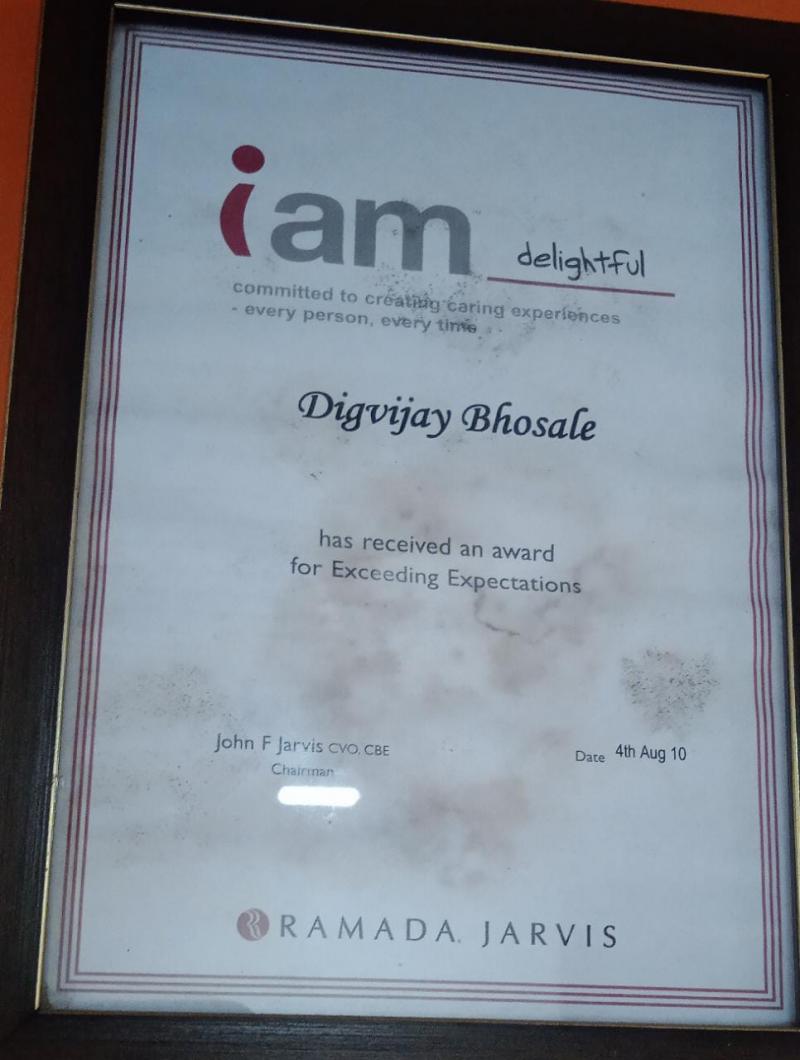 i am delightful
committed to creating caring experiences
- every person, every time
Digvijay Bhosale
has received an award
for Exceeding Expectations
John F Jarvis CVO, CBE
Chairman
Date 4th Aug 10
RAMADA. JARVIS